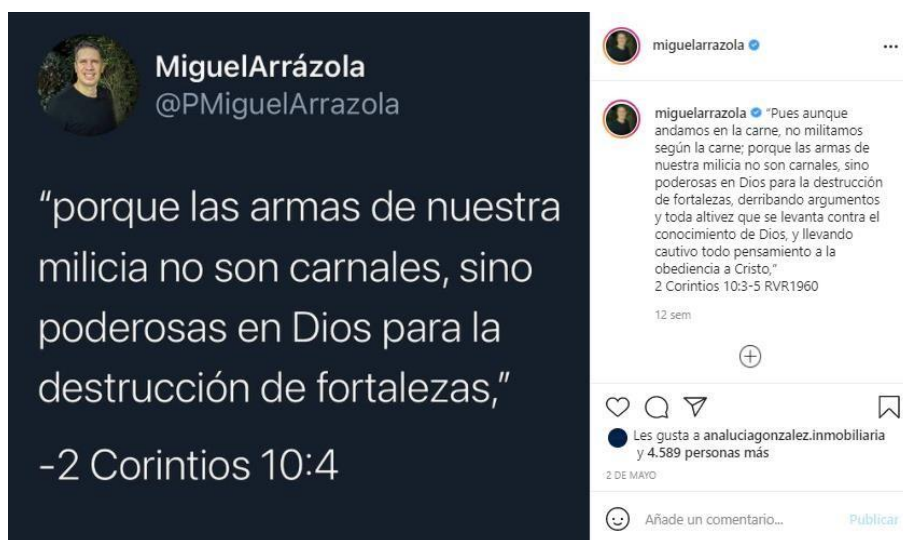 MiguelArrázola
@PMiguelArrazola
“porque las armas de nuestra
milicia no son carnales, sino
poderosas en Dios para la
destrucción de fortalezas,”
-2 Corintios 10:4
miguelarrazola
miguelarrazola “Pues aunque
andamos en la carne, no militamos
según la carne; porque las armas de
nuestra milicia no son carnales, sino
poderosas en Dios para la destrucción
de fortalezas, derribando argumentos
y toda altivez que se levanta contra el
conocimiento de Dios, y llevando
cautivo todo pensamiento a la
obediencia a Cristo,”
2 Corintios 10:3-5 RVR1960
12 sem
Les gusta a analuciagonzalez.inmobiliaria
y 4.589 personas más
2 DE MAYO
Añade un comentario... Publicar